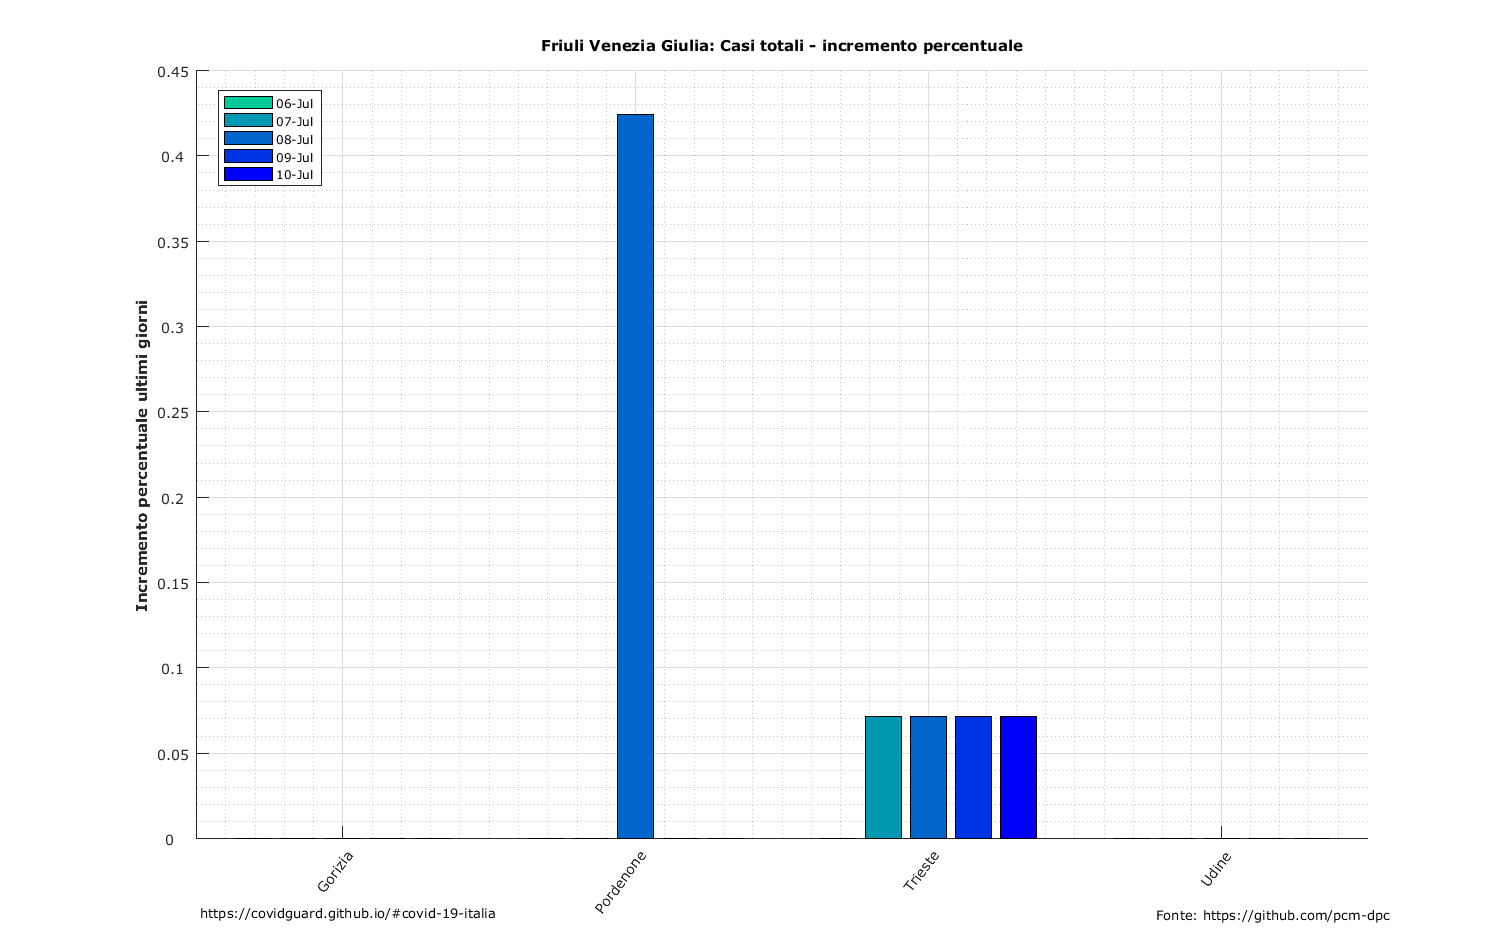 Friuli Venezia Giulia: Casi totali - incremento percentuale
Incremento percentuale ultimi giorni
0.45
0.4
0.35
0.3
0.25
0.2
0.15
0.1
0.05
0
06-Jul
07-Jul
08-Jul
09-Jul
10-Jul
Gorizia
Pordenone
Trieste
Udine
https://covidguard.github.io/#covid-19-italia
Fonte: https://github.com/pcm-dpc